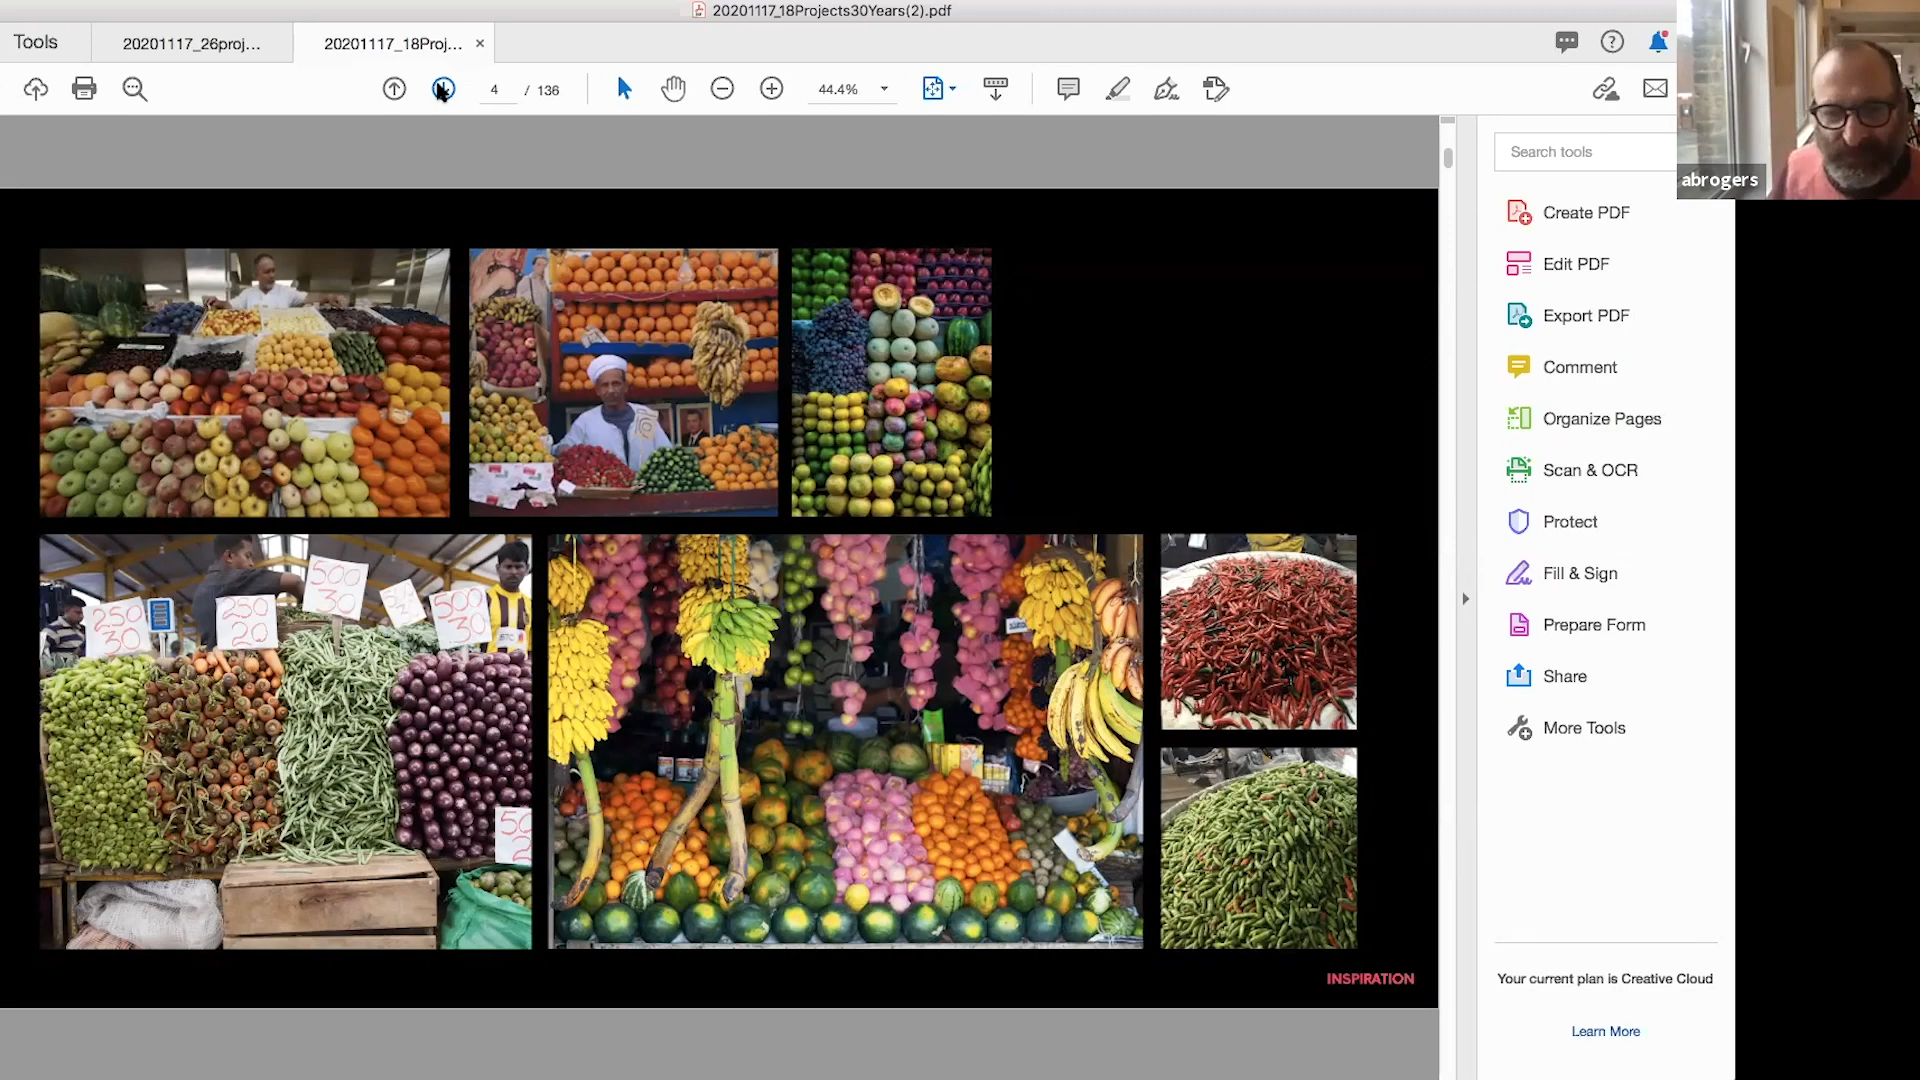 20201117_18Projects30Years(2).pdf
Tools
20201117_26proj...
20201117_18Proj...
4 / 136
44.4%
Search tools
abrogers
Create PDF
Edit PDF
Export PDF
Comment
Organize Pages
Scan & OCR
Protect
Fill & Sign
Prepare Form
Share
More Tools
250
30
250
20
500
30
500
30
50
INSPIRATION
Your current plan is Creative Cloud
Learn More